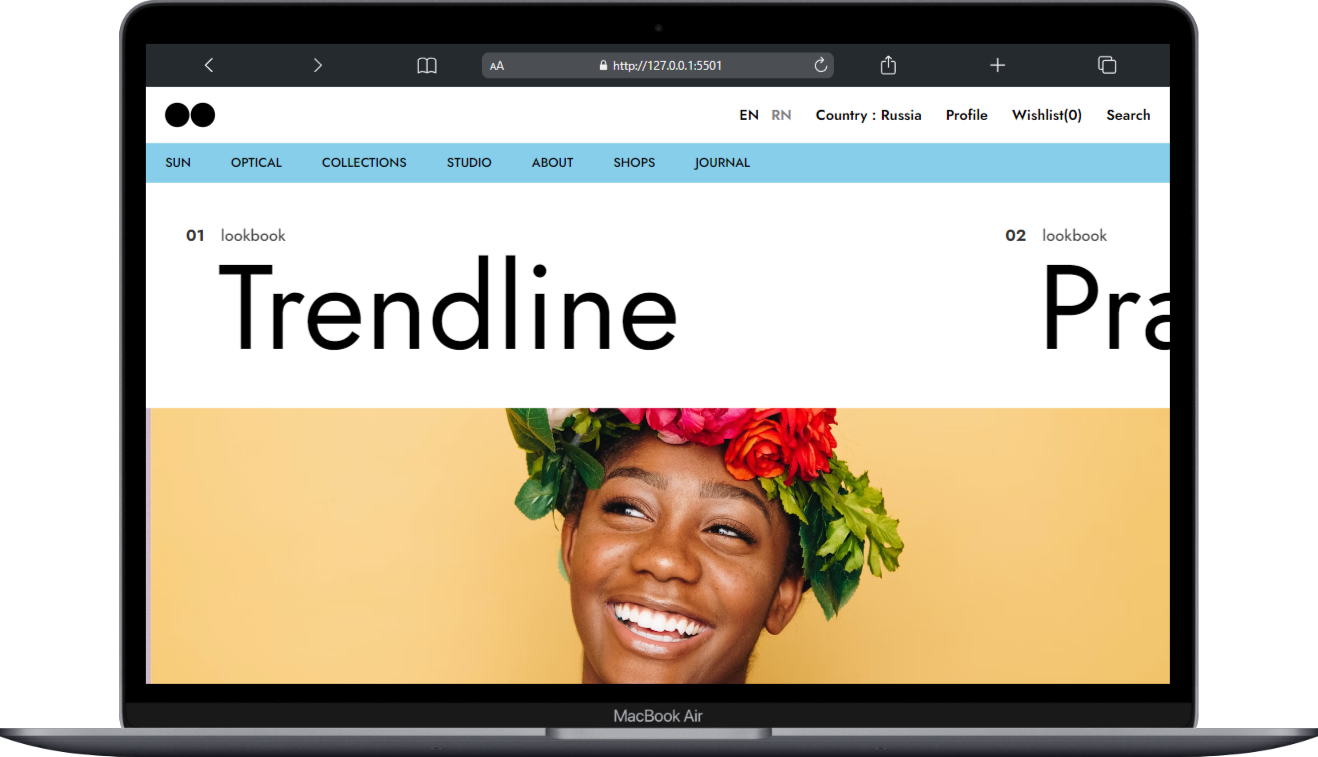 AA http://127.0.0.1:5501
EN RN Country : Russia Profile Wishlist(0) Search
SUN OPTICAL COLLECTIONS STUDIO ABOUT SHOPS JOURNAL
01 lookbook
Trendline
02 lookbook
Pra
MacBook Air